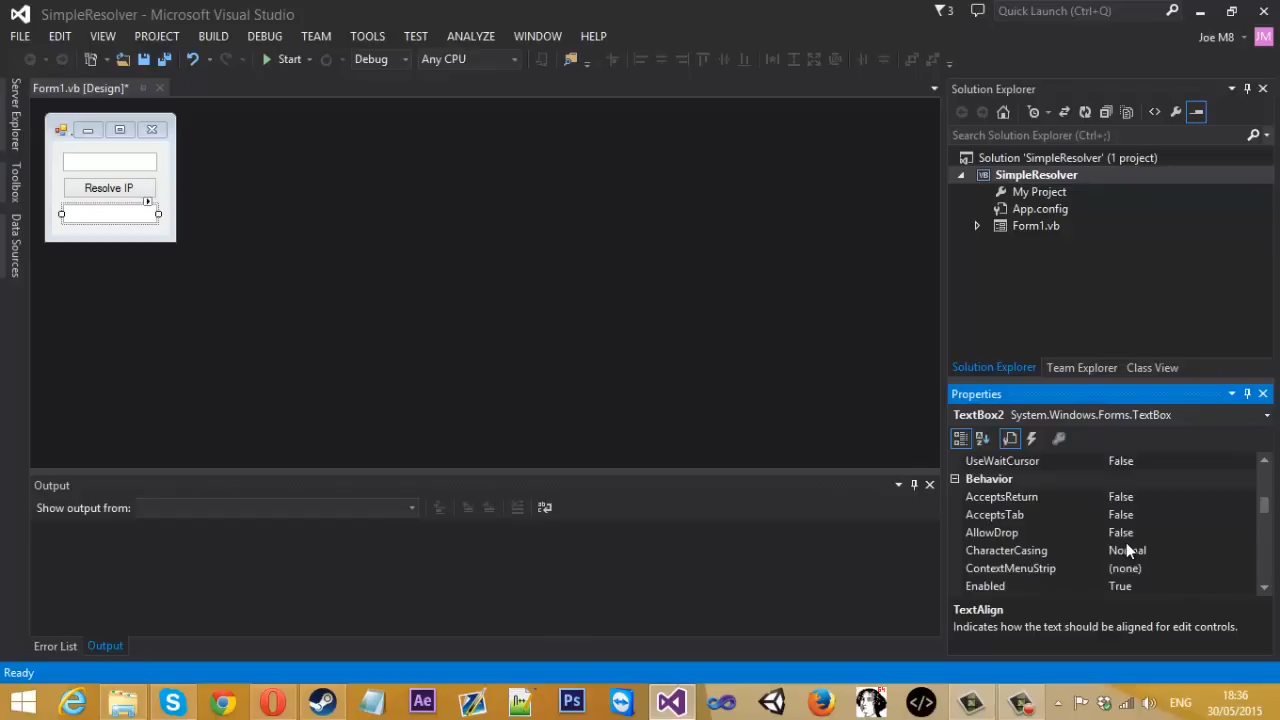 SimpleResolver - Microsoft Visual Studio
3
Quick Launch (Ctrl+Q)
FILE EDIT VIEW PROJECT BUILD DEBUG TEAM TOOLS TEST ANALYZE WINDOW HELP
Joe M8 JM
Start Debug Any CPU
Server Explorer
Toolbox
Data Sources
Form1.vb [Design]*
Resolve IP
Solution Explorer
Search Solution Explorer (Ctrl+;)
Solution 'SimpleResolver' (1 project)
VB SimpleResolver
My Project
App.config
Form1.vb
Solution Explorer Team Explorer Class View
Properties
TextBox2 System.Windows.Forms.TextBox
UseWaitCursor False
Behavior
AcceptsReturn False
AcceptsTab False
AllowDrop False
CharacterCasing Normal
ContextMenuStrip (none)
Enabled True
TextAlign
Indicates how the text should be aligned for edit controls.
Output
Show output from:
Error List Output
Ready
Ae
Ps
ENG
18:36
30/05/2015